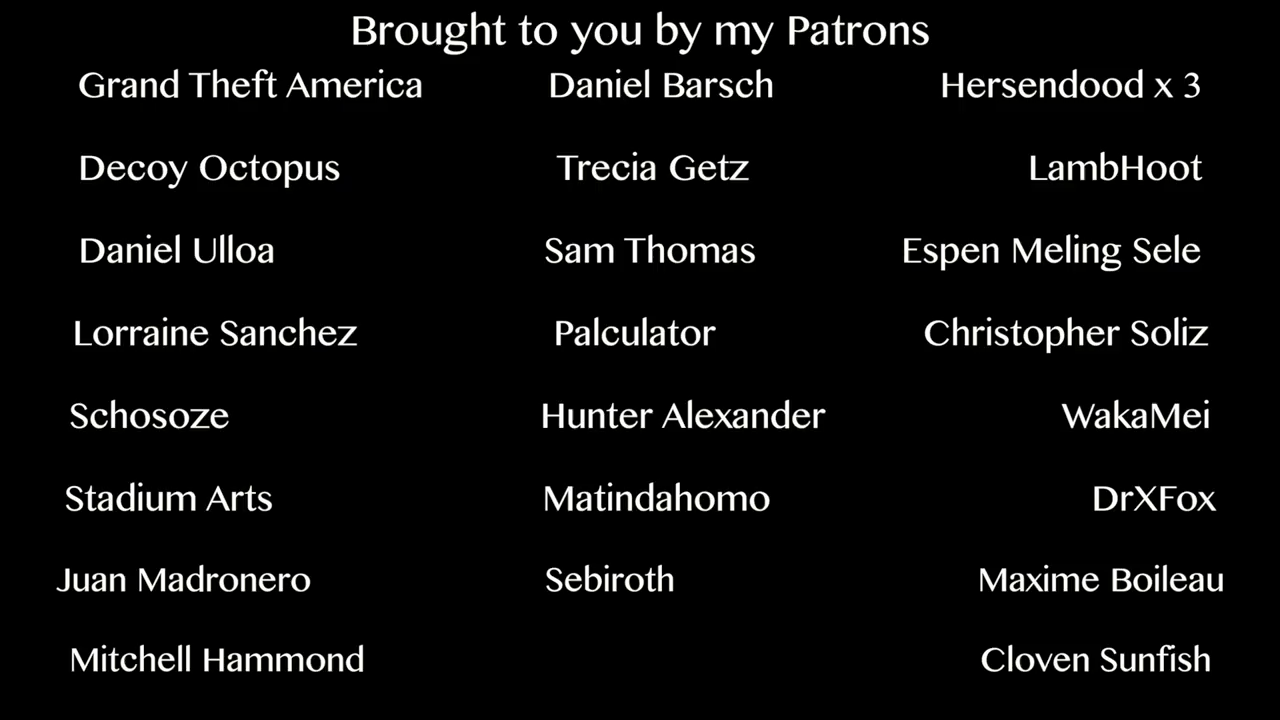 Brought to you by my Patrons
Grand Theft America Daniel Barsch Hersendood x 3
Decoy Octopus Trecia Getz LambHoot
Daniel Ulloa Sam Thomas Espen Meling Sele
Lorraine Sanchez Palculator Christopher Soliz
Schosoze Hunter Alexander WakaMei
Stadium Arts Matindahomo DrXFox
Juan Madronero Sebiroth Maxime Boileau
Mitchell Hammond Cloven Sunfish